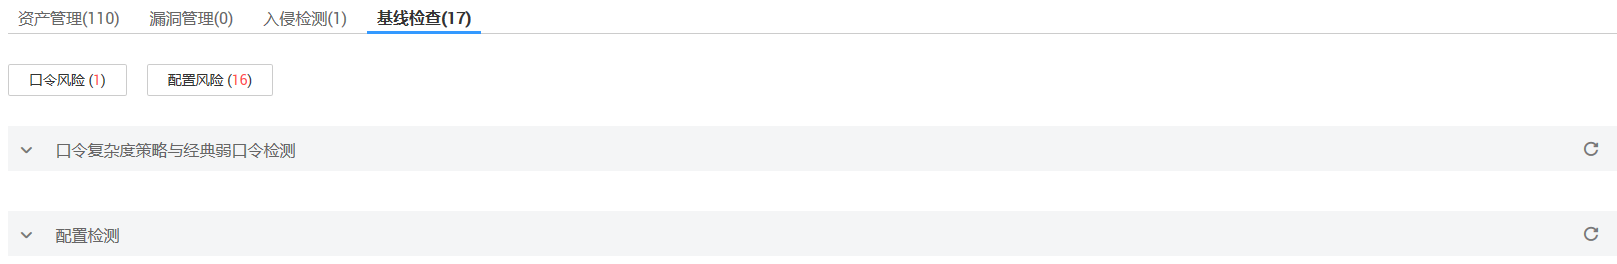 资产管理(110) 漏洞管理(0) 入侵检测(1) 基线检查(17)
口令风险 (1) 配置风险 (16)
口令复杂度策略与经典弱口令检测
配置检测